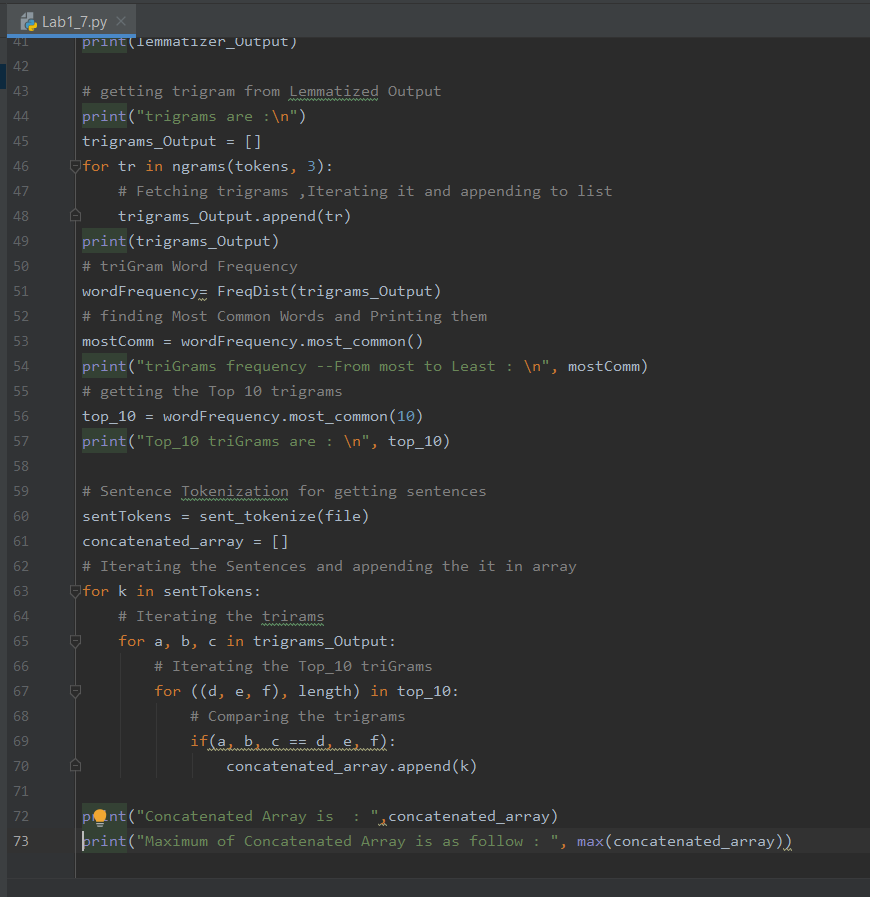 Lab1_7.py
41 print(lemmatizer_Output)
42
43 # getting trigram from Lemmatized Output
44 print("trigrams are :\n")
45 trigrams_Output = []
46 for tr in ngrams(tokens, 3):
47     # Fetching trigrams ,Iterating it and appending to list
48     trigrams_Output.append(tr)
49 print(trigrams_Output)
50 # triGram Word Frequency
51 wordFrequency= FreqDist(trigrams_Output)
52 # finding Most Common Words and Printing them
53 mostComm = wordFrequency.most_common()
54 print("triGrams frequency --From most to Least : \n", mostComm)
55 # getting the Top 10 trigrams
56 top_10 = wordFrequency.most_common(10)
57 print("Top_10 triGrams are : \n", top_10)
58
59 # Sentence Tokenization for getting sentences
60 sentTokens = sent_tokenize(file)
61 concatenated_array = []
62 # Iterating the Sentences and appending the it in array
63 for k in sentTokens:
64     # Iterating the trirams
65     for a, b, c in trigrams_Output:
66         # Iterating the Top_10 triGrams
67         for ((d, e, f), length) in top_10:
68             # Comparing the trigrams
69             if(a, b, c == d, e, f):
70                 concatenated_array.append(k)
71
72 print("Concatenated Array is  : ",concatenated_array)
73 print("Maximum of Concatenated Array is as follow : ", max(concatenated_array))